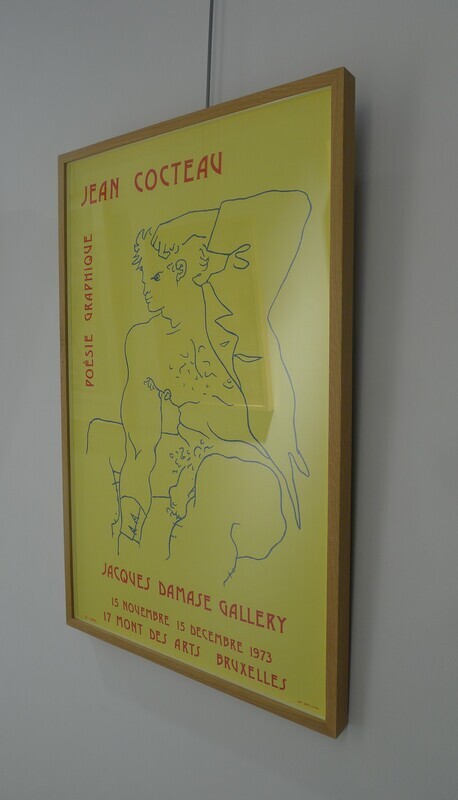 JEAN COCTEAU
POÉSIE GRAPHIQUE
JACQUES DAMASE GALLERY
15 NOVEMBRE 15 DECEMBRE 1973
17 MONT DES ARTS BRUXELLES